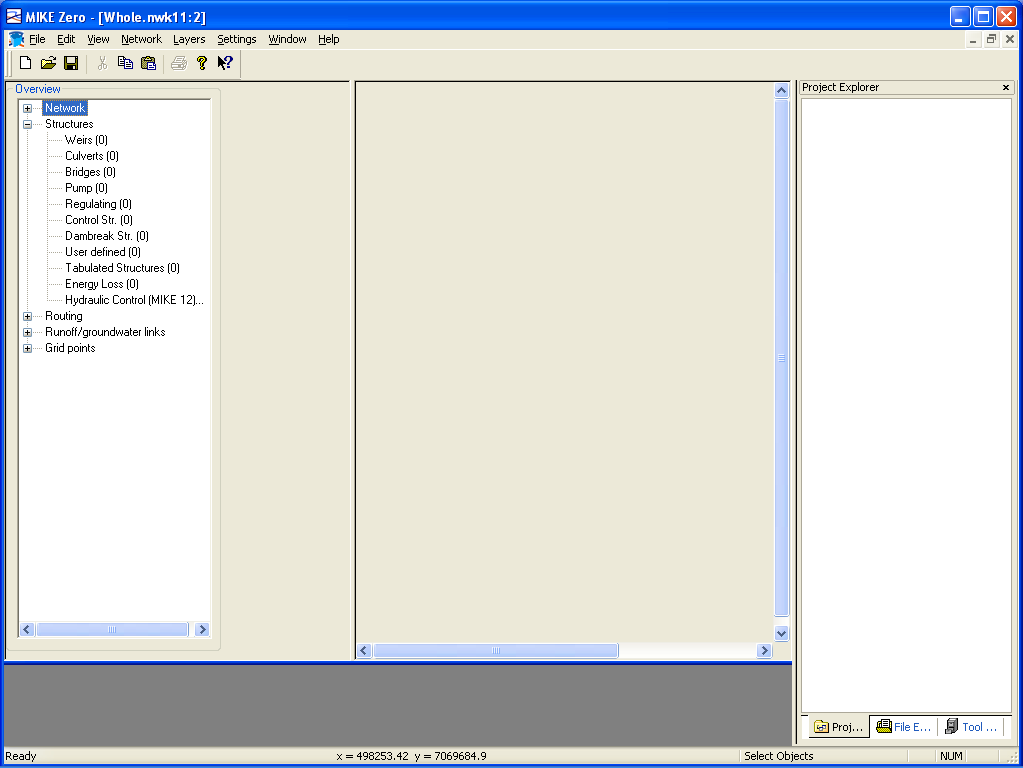 MIKE Zero - [Whole.nwk11:2]
File Edit View Network Layers Settings Window Help
Overview
Network
Structures
Weirs (0)
Culverts (0)
Bridges (0)
Pump (0)
Regulating (0)
Control Str. (0)
Dambreak Str. (0)
User defined (0)
Tabulated Structures (0)
Energy Loss (0)
Hydraulic Control (MIKE 12)...
Routing
Runoff/groundwater links
Grid points
Project Explorer
Proj... File E... Tool ...
Ready x = 498253.42 y = 7069684.9 Select Objects NUM